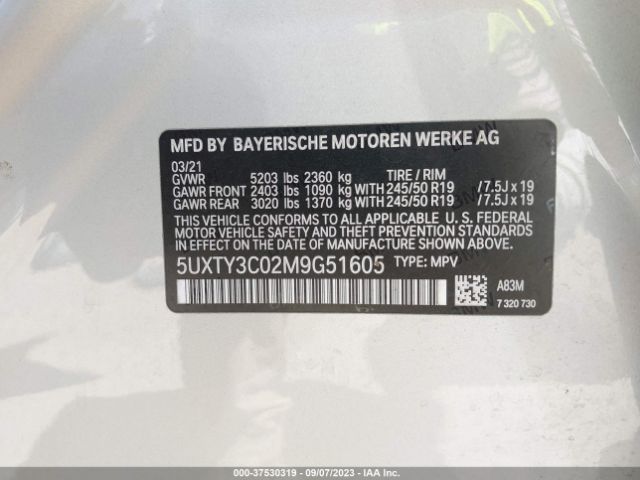 MFD BY BAYERISCHE MOTOREN WERKE AG
03/21
GVWR 5203 lbs 2360 kg TIRE / RIM
GAWR FRONT 2403 lbs 1090 kg WITH 245/50 R19 / 7.5J x 19
GAWR REAR 3020 lbs 1370 kg WITH 245/50 R19 / 7.5J x 19
THIS VEHICLE CONFORMS TO ALL APPLICABLE U. S. FEDERAL
MOTOR VEHICLE SAFETY, BUMPER, AND THEFT PREVENTION
STANDARDS IN EFFECT ON THE DATE OF MANUFACTURE SHOWN ABOVE.
5UXTY3C02M9G51605 TYPE: MPV
A83M
7 320 730
000-37530319 - 09/07/2023 - IAA Inc.